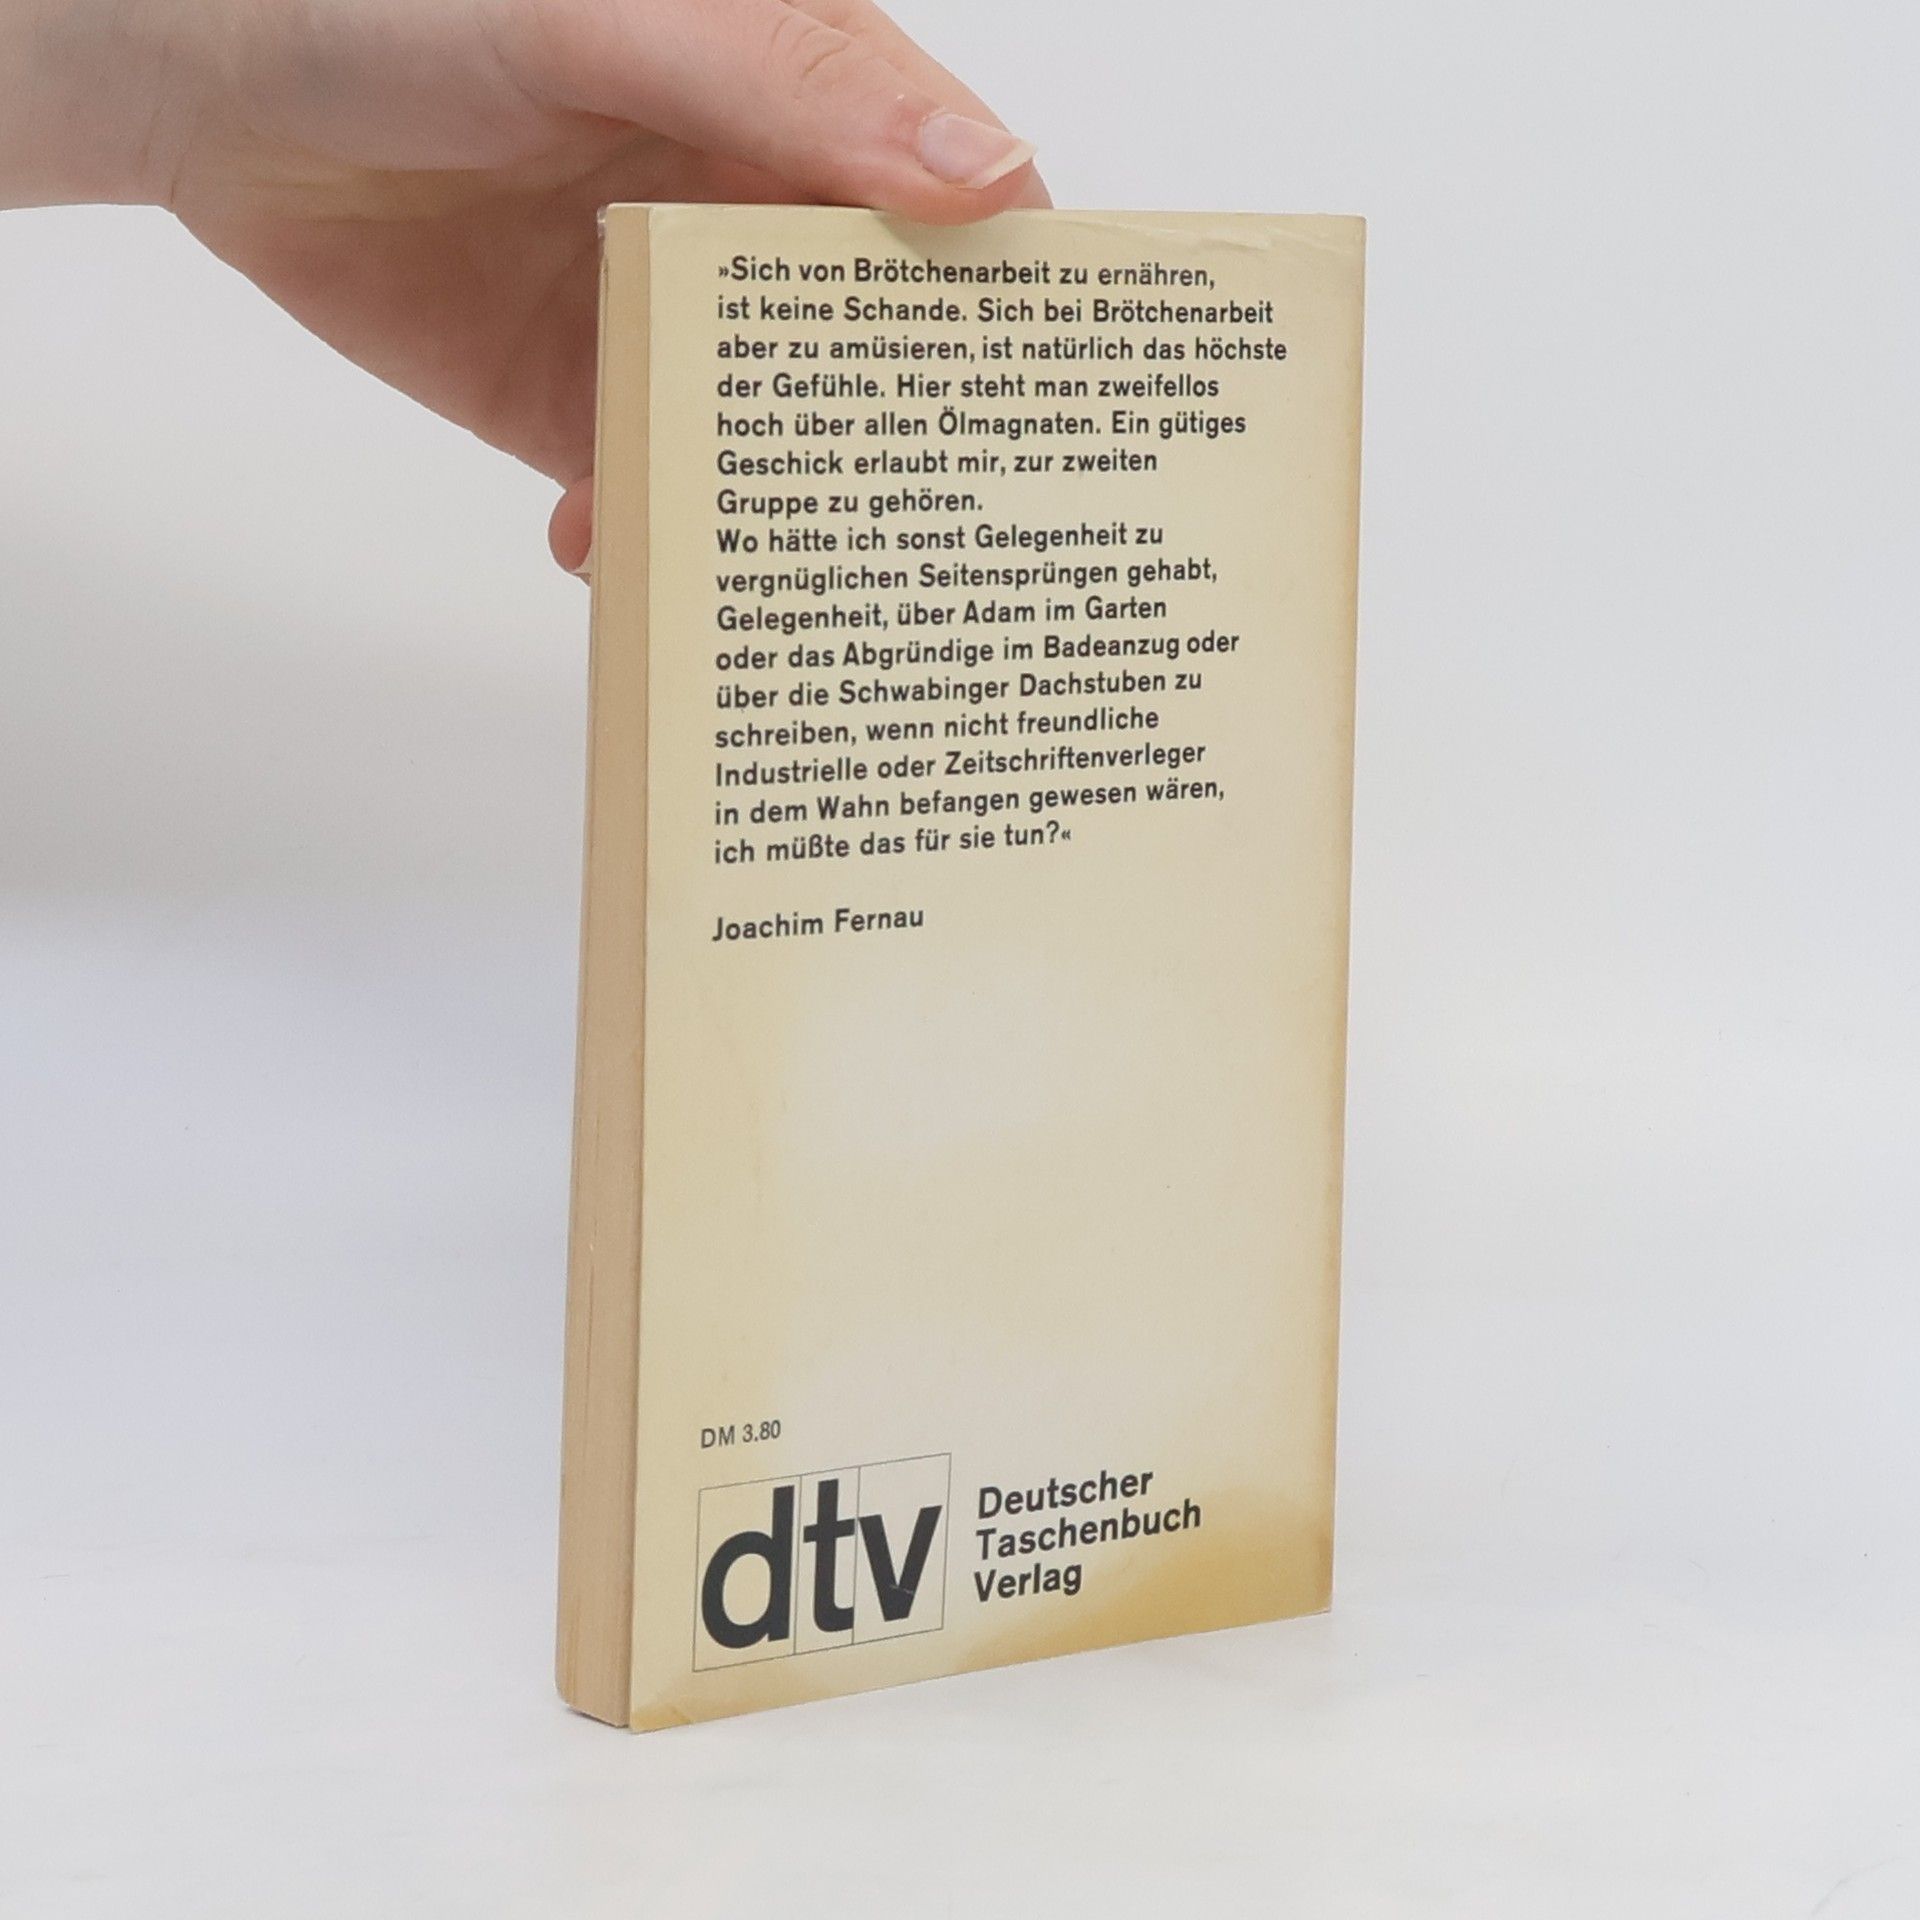 »Sich von Brötchenarbeit zu ernähren,
ist keine Schande. Sich bei Brötchenarbeit
aber zu amüsieren, ist natürlich das höchste
der Gefühle. Hier steht man zweifellos
hoch über allen Ölmagnaten. Ein gütiges
Geschick erlaubt mir, zur zweiten
Gruppe zu gehören.
Wo hätte ich sonst Gelegenheit zu
vergnüglichen Seitensprüngen gehabt,
Gelegenheit, über Adam im Garten
oder das Abgründige im Badeanzug oder
über die Schwabinger Dachstuben zu
schreiben, wenn nicht freundliche
Industrielle oder Zeitschriftenverleger
in dem Wahn befangen gewesen wären,
ich müßte das für sie tun?«
Joachim Fernau
DM 3.80
dtv
Deutscher
Taschenbuch
Verlag